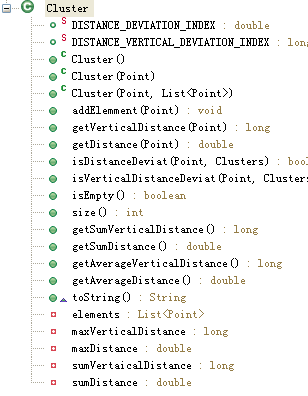 Cluster
S DISTANCE_DEVIATION_INDEX : double
S DISTANCE_VERTICAL_DEVIATION_INDEX : long
C Cluster()
C Cluster(Point)
C Cluster(Point, List<Point>)
addElemment(Point) : void
getVerticalDistance(Point) : long
getDistance(Point) : double
isDistanceDeviat(Point, Clusters) : bool
isVerticalDistanceDeviat(Point, Clusters
isEmpty() : boolean
size() : int
getSumVerticalDistance() : long
getSumDistance() : double
getAverageVerticalDistance() : long
getAverageDistance() : double
toString() : String
elements : List<Point>
maxVerticalDistance : long
maxDistance : double
sumVertaicalDistance : long
sumDistance : double